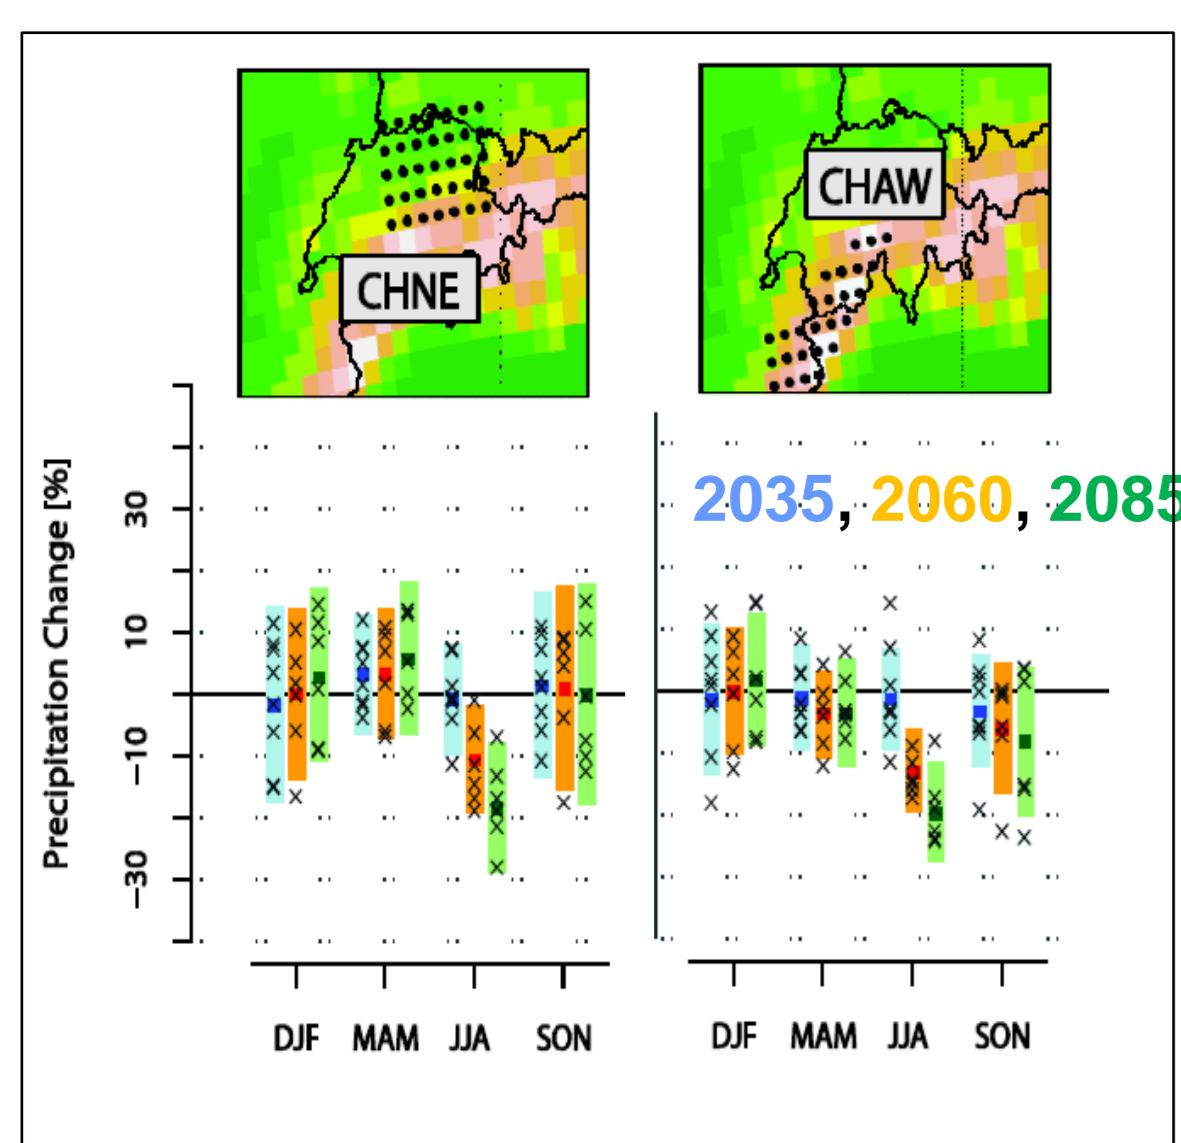 CHNE
CHAW
2035, 2060, 2085
Precipitation Change [%]
30
10
−10
−30
DJF MAM JJA SON
DJF MAM JJA SON